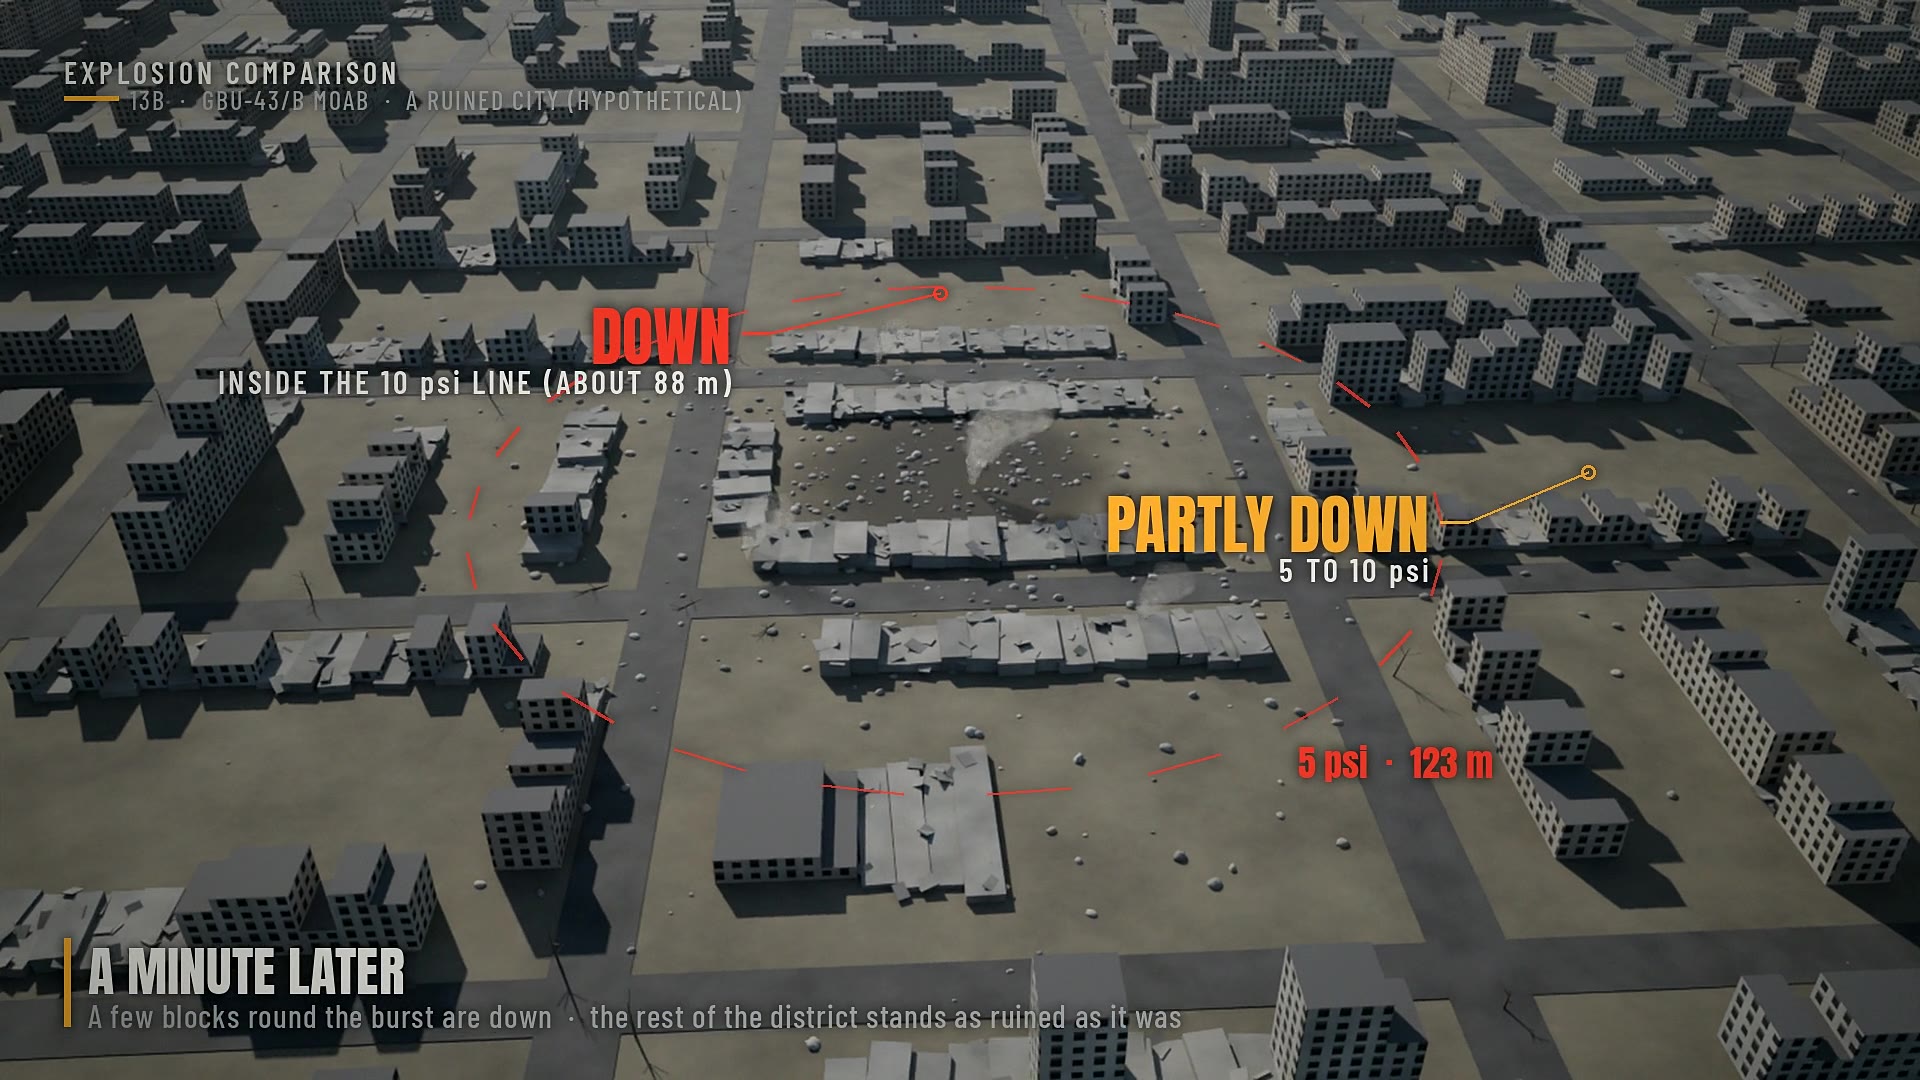 EXPLOSION COMPARISON
13B · GBU-43/B MOAB · A RUINED CITY (HYPOTHETICAL)
DOWN
INSIDE THE 10 psi LINE (ABOUT 88 m)
PARTLY DOWN
5 TO 10 psi
5 psi · 123 m
A MINUTE LATER
A few blocks round the burst are down · the rest of the district stands as ruined as it was